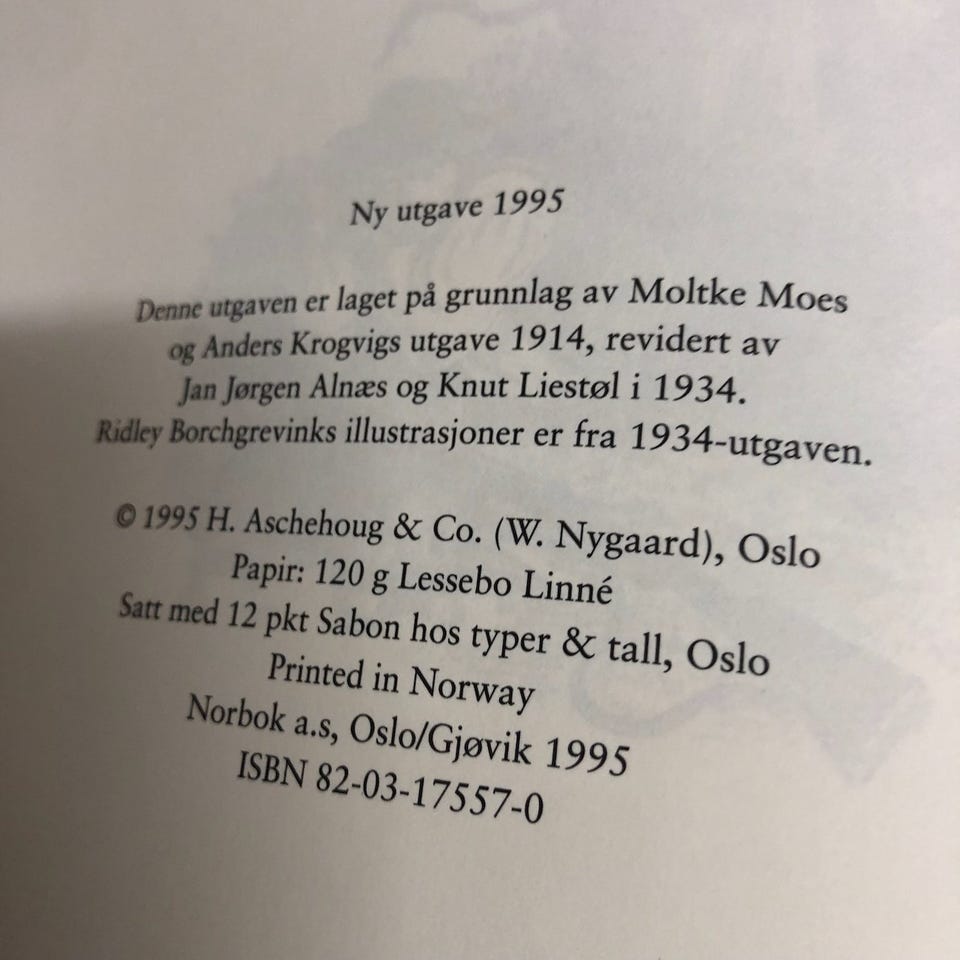 Ny utgave 1995
Denne utgaven er laget på grunnlag av Moltke Moes
og Anders Krogvigs utgave 1914, revidert av
Jan Jørgen Alnæs og Knut Liestøl i 1934.
Ridley Borchgrevinks illustrasjoner er fra 1934-utgaven.
© 1995 H. Aschehoug & Co. (W. Nygaard), Oslo
Papir: 120 g Lessebo Linné
Satt med 12 pkt Sabon hos typer & tall, Oslo
Printed in Norway
Norbok a.s, Oslo/Gjøvik 1995
ISBN 82-03-17557-0